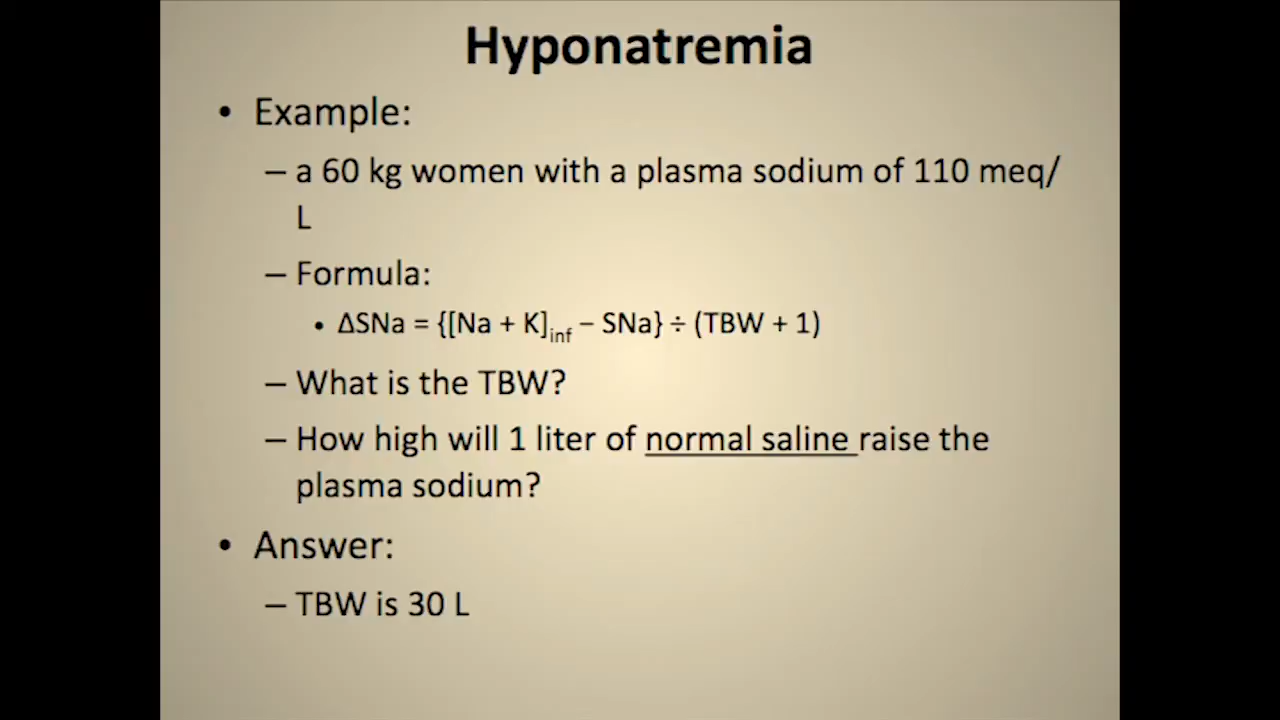 Hyponatremia
• Example:
– a 60 kg women with a plasma sodium of 110 meq/
L
– Formula:
• ΔSNa = {[Na + K]inf − SNa} ÷ (TBW + 1)
– What is the TBW?
– How high will 1 liter of normal saline raise the
plasma sodium?
• Answer:
– TBW is 30 L